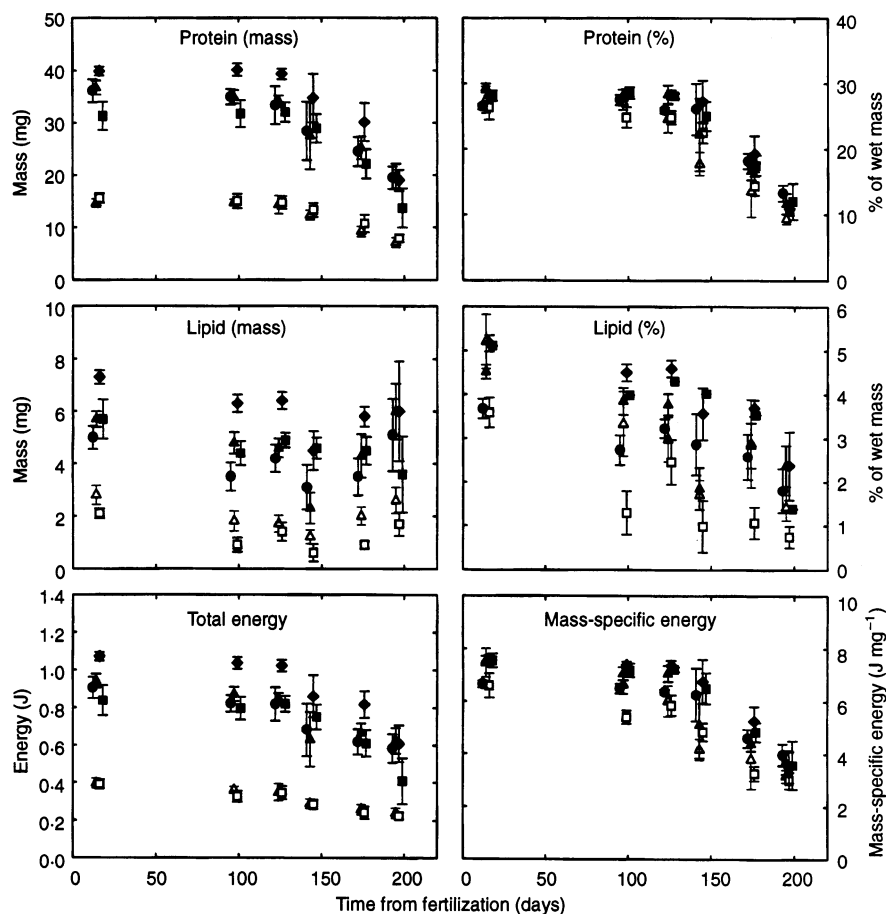 Protein (mass)
Protein (%)
50
40
30
20
10
0
Mass (mg)
40
30
20
10
0
% of wet mass
Lipid (mass)
Lipid (%)
10
8
6
4
2
0
Mass (mg)
6
5
4
3
2
1
0
% of wet mass
Total energy
Mass-specific energy
1·4
1·2
1·0
0·8
0·6
0·4
0·2
0·0
Energy (J)
10
8
6
4
2
0
Mass-specific energy (J mg⁻¹)
0 50 100 150 200
0 50 100 150 200
Time from fertilization (days)